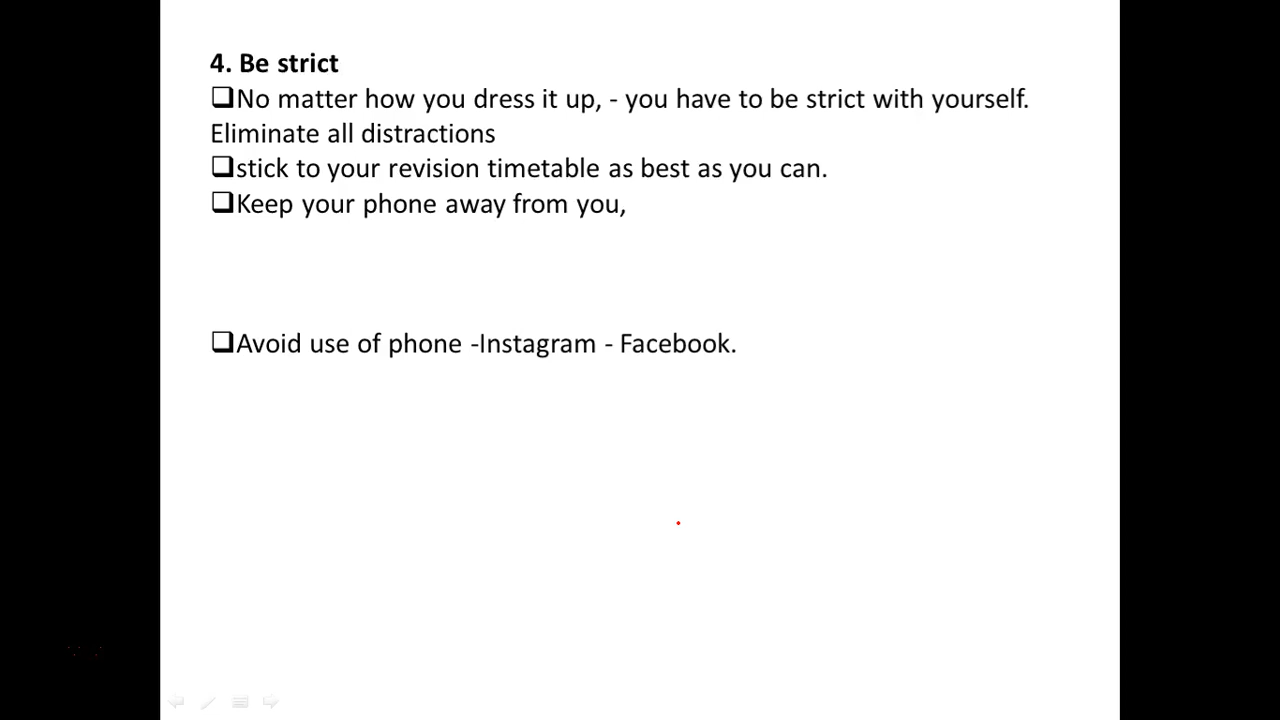 4. Be strict
❑No matter how you dress it up, - you have to be strict with yourself.
Eliminate all distractions
❑stick to your revision timetable as best as you can.
❑Keep your phone away from you,
❑Avoid use of phone -Instagram - Facebook.